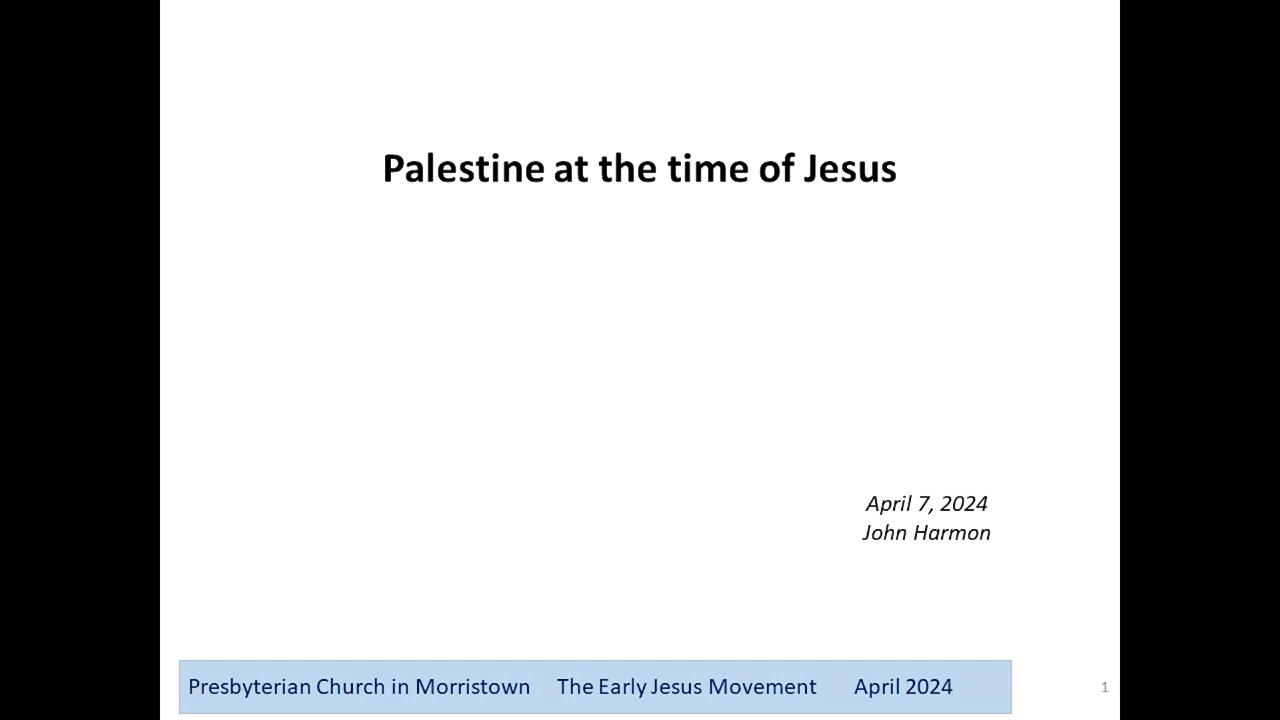 Palestine at the time of Jesus
April 7, 2024
John Harmon
Presbyterian Church in Morristown The Early Jesus Movement April 2024
1